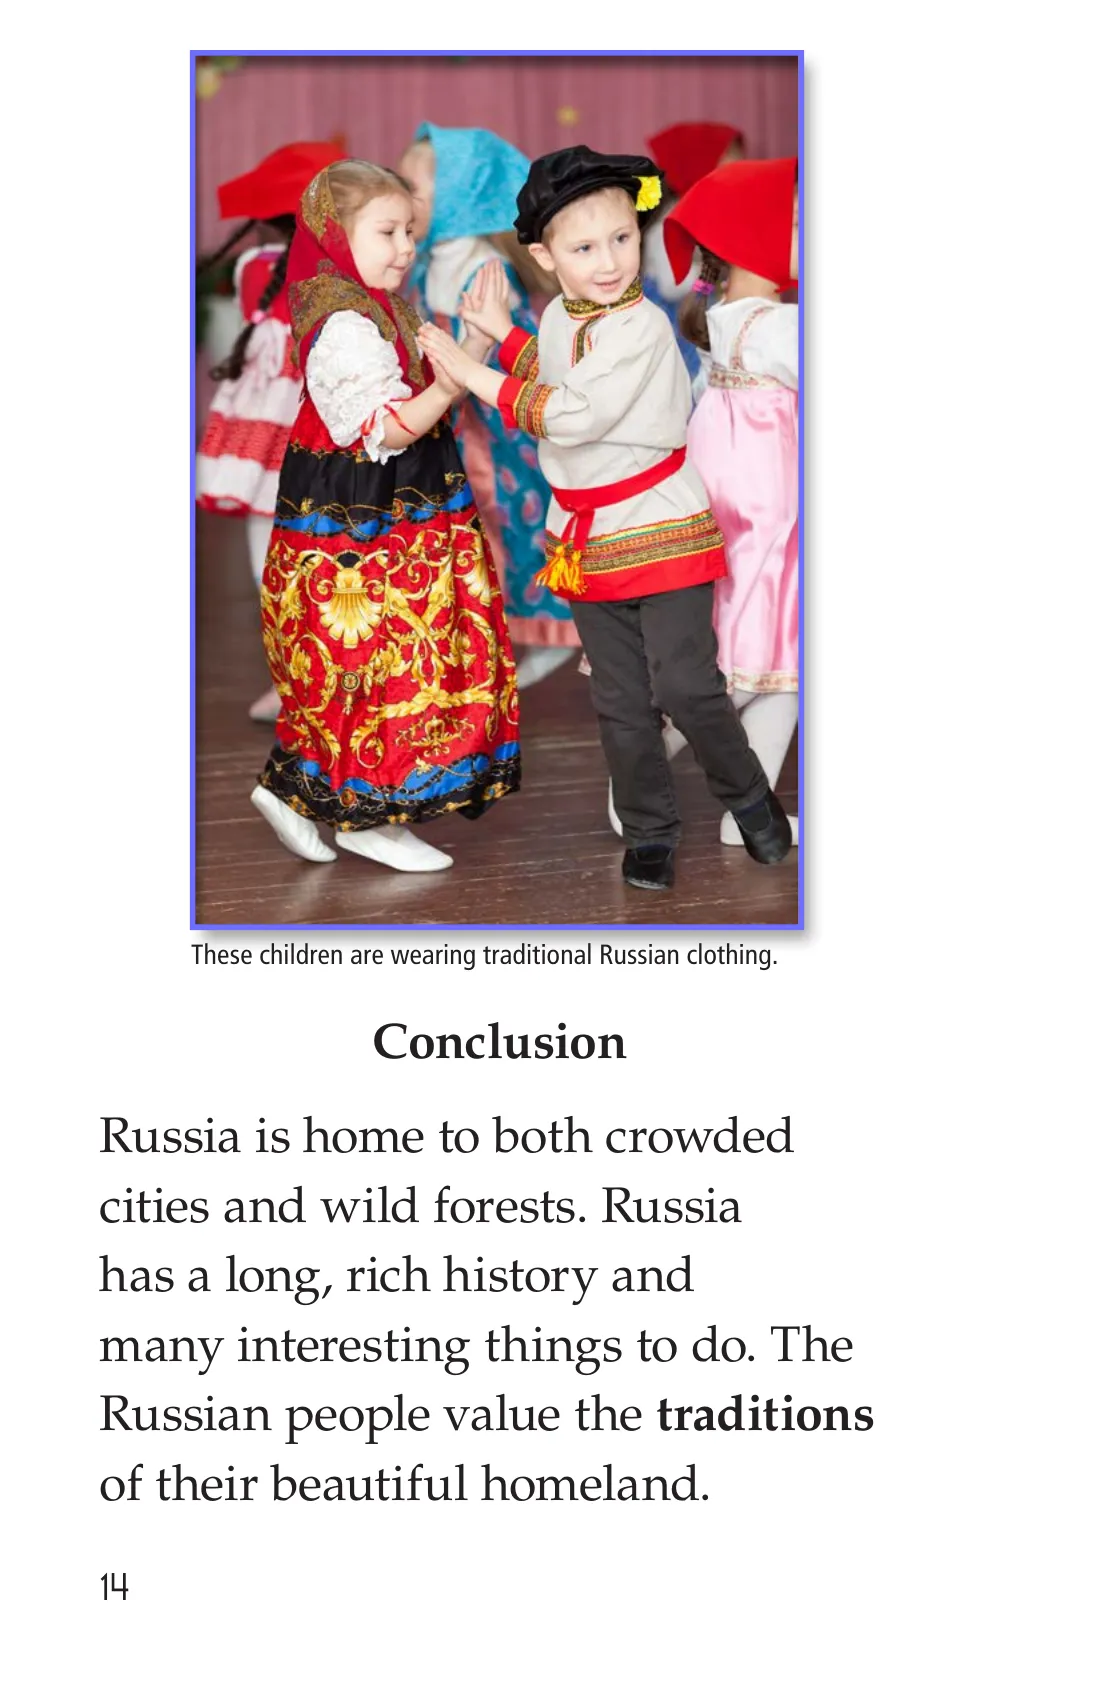 These children are wearing traditional Russian clothing.
Conclusion
Russia is home to both crowded
cities and wild forests. Russia
has a long, rich history and
many interesting things to do. The
Russian people value the traditions
of their beautiful homeland.
14